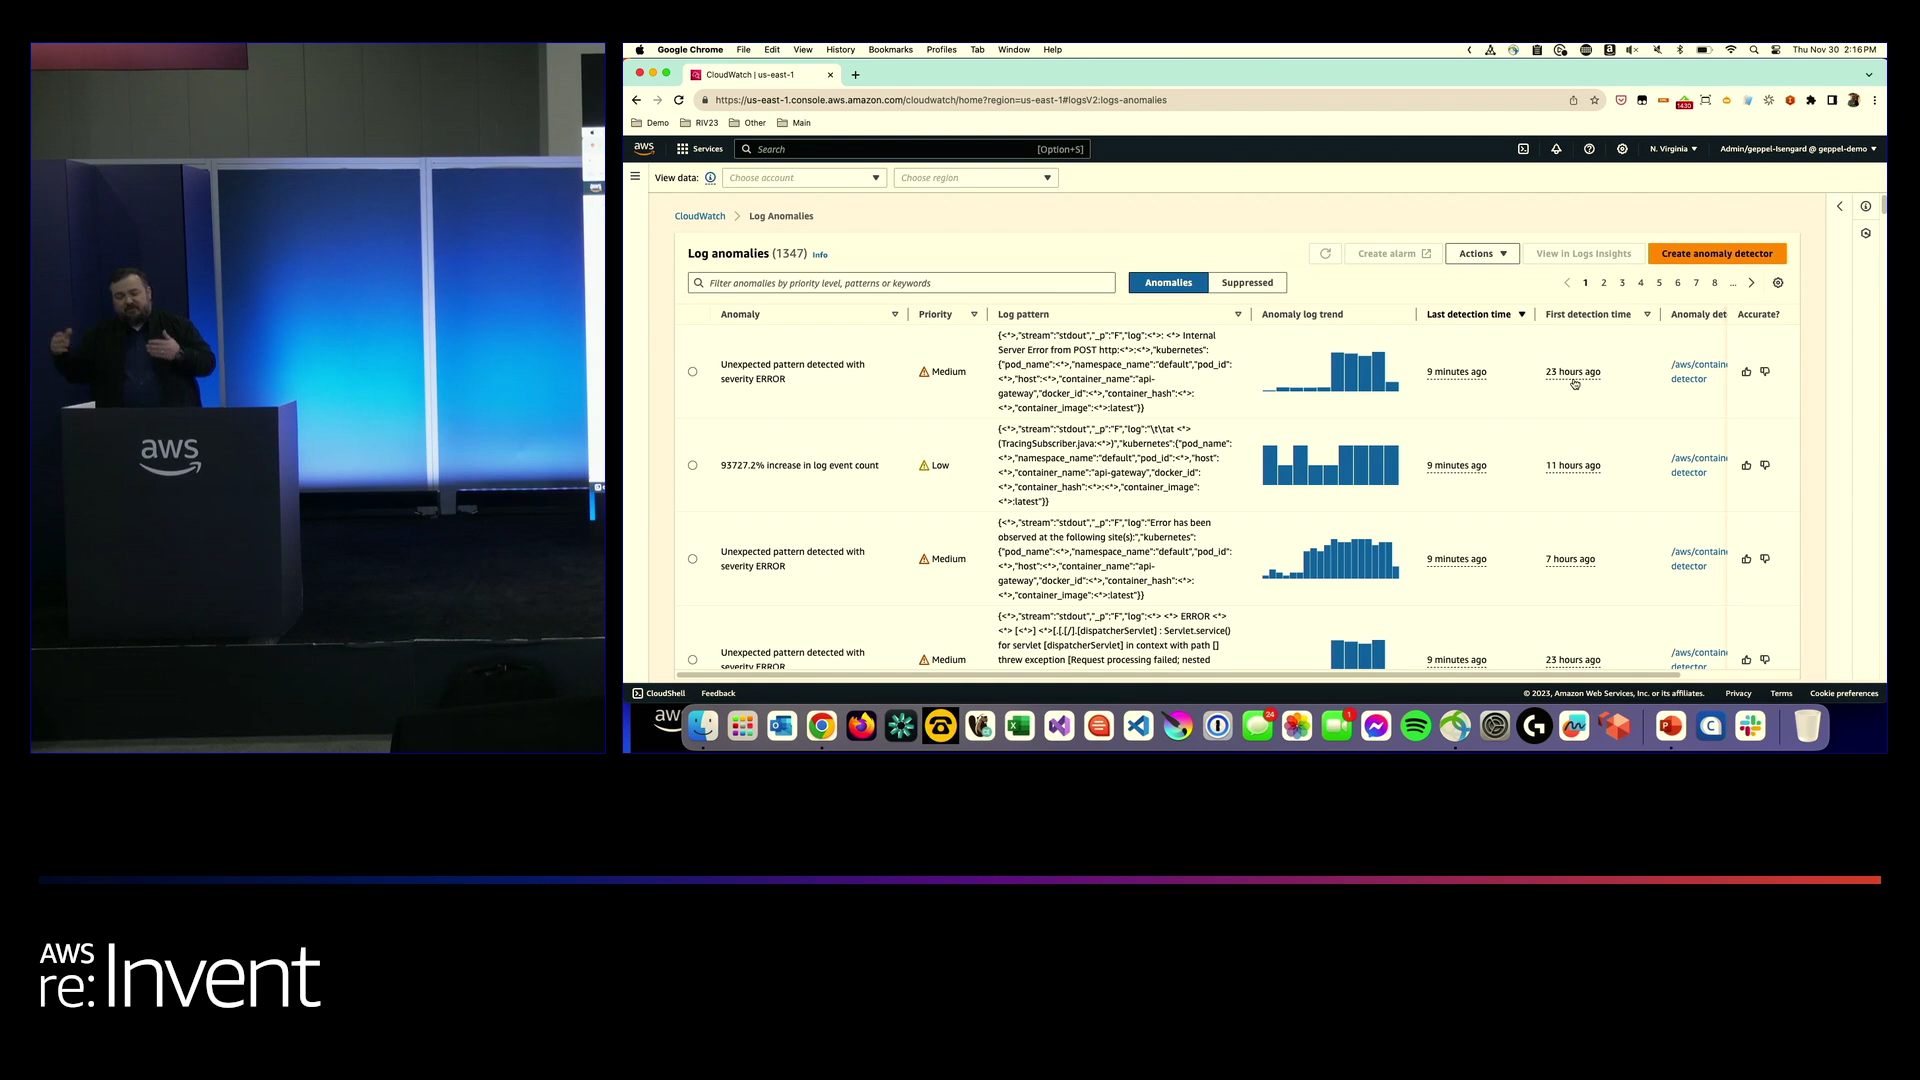 aws
Google Chrome File Edit View History Bookmarks Profiles Tab Window Help
Thu Nov 30 2:16 PM
CloudWatch | us-east-1
https://us-east-1.console.aws.amazon.com/cloudwatch/home?region=us-east-1#logsV2:logs-anomalies
1430
Demo RIV23 Other Main
aws Services Search [Option+S] N. Virginia Admin/geppel-Isengard @ geppel-demo
View data: Choose account Choose region
CloudWatch Log Anomalies
Log anomalies (1347) Info Create alarm Actions View in Logs Insights Create anomaly detector
Filter anomalies by priority level, patterns or keywords Anomalies Suppressed 1 2 3 4 5 6 7 8 ...
Anomaly Priority Log pattern Anomaly log trend Last detection time First detection time Anomaly det Accurate?
Unexpected pattern detected with
severity ERROR
Medium
{<*>,"stream":"stdout","_p":"F","log":<*>: <*> Internal
Server Error from POST http:<*>:<*>,"kubernetes":
{"pod_name":<*>,"namespace_name":"default","pod_id":
<*>,"host":<*>,"container_name":"api-
gateway","docker_id":<*>,"container_hash":<*>:
<*>,"container_image":<*>:latest"}}
9 minutes ago
23 hours ago
/aws/containe
detector
93727.2% increase in log event count
Low
{<*>,"stream":"stdout","_p":"F","log":"\t\tat <*>
(TracingSubscriber.java:<*>)","kubernetes":{"pod_name":
<*>,"namespace_name":"default","pod_id":<*>,"host":
<*>,"container_name":"api-gateway","docker_id":
<*>,"container_hash":<*>:<*>,"container_image":
<*>:latest"}}
9 minutes ago
11 hours ago
/aws/containe
detector
Unexpected pattern detected with
severity ERROR
Medium
{<*>,"stream":"stdout","_p":"F","log":"Error has been
observed at the following site(s):","kubernetes":
{"pod_name":<*>,"namespace_name":"default","pod_id":
<*>,"host":<*>,"container_name":"api-
gateway","docker_id":<*>,"container_hash":<*>:
<*>,"container_image":<*>:latest"}}
9 minutes ago
7 hours ago
/aws/containe
detector
Unexpected pattern detected with
severity ERROR
Medium
{<*>,"stream":"stdout","_p":"F","log":<*> <*> ERROR <*>
<*> [<*>] <*>[.[.[/].[dispatcherServlet] : Servlet.service()
for servlet [dispatcherServlet] in context with path []
threw exception [Request processing failed; nested
9 minutes ago
23 hours ago
/aws/containe
detector
CloudShell Feedback © 2023, Amazon Web Services, Inc. or its affiliates. Privacy Terms Cookie preferences
aw
24
1
AWS
re:Invent